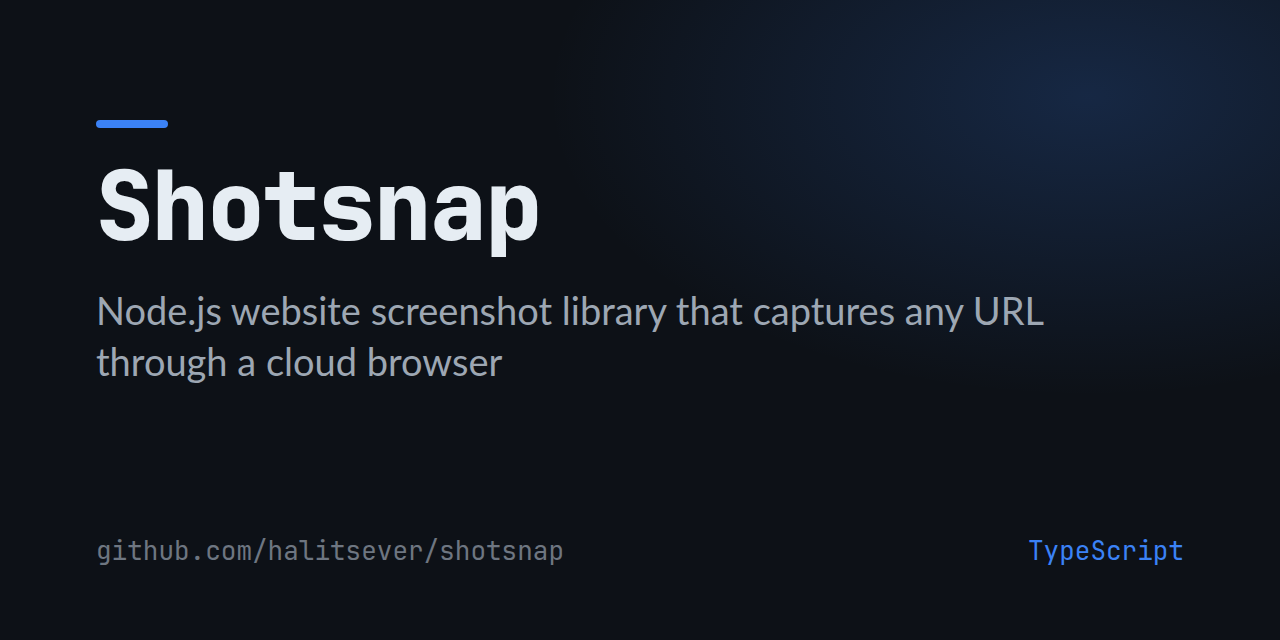 Shotsnap
Node.js website screenshot library that captures any URL
through a cloud browser
github.com/halitsever/shotsnap
TypeScript